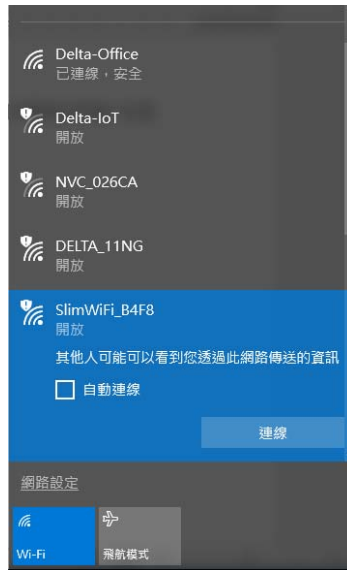 Delta-Office
已連線，安全
Delta-IoT
開放
NVC_026CA
開放
DELTA_11NG
開放
SlimWiFi_B4F8
開放
其他人可能可以看到您透過此網路傳送的資訊
自動連線
連線
網路設定
Wi-Fi
飛航模式